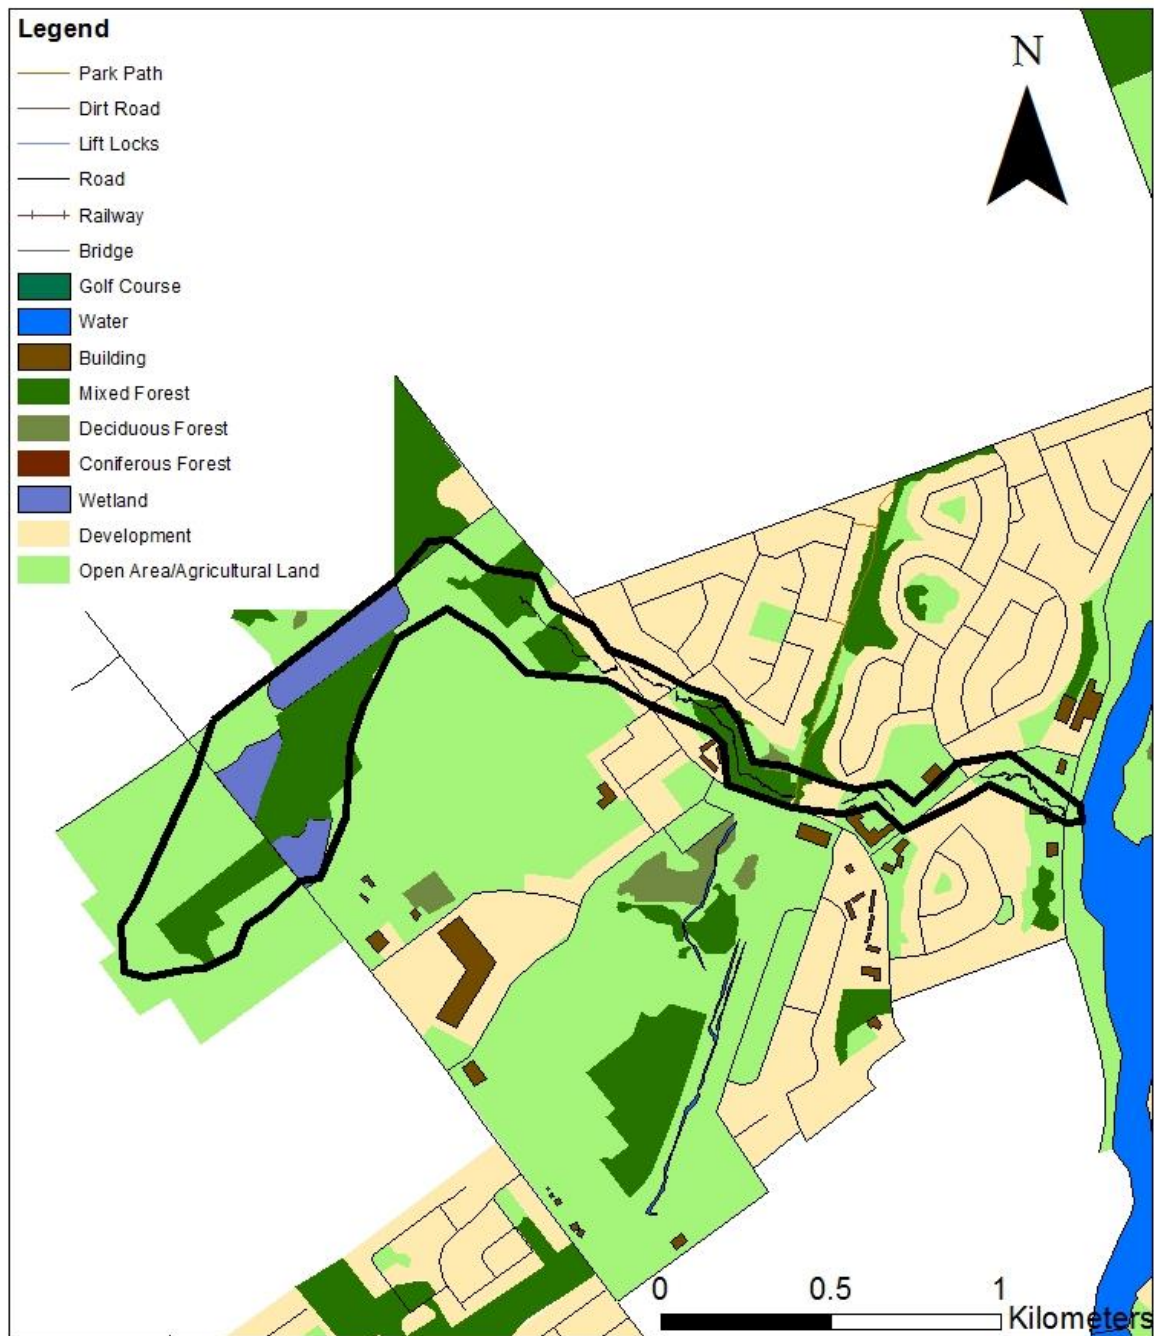 Legend
Park Path
Dirt Road
Lift Locks
Road
Railway
Bridge
Golf Course
Water
Building
Mixed Forest
Deciduous Forest
Coniferous Forest
Wetland
Development
Open Area/Agricultural Land
N
0 0.5 1
Kilometers